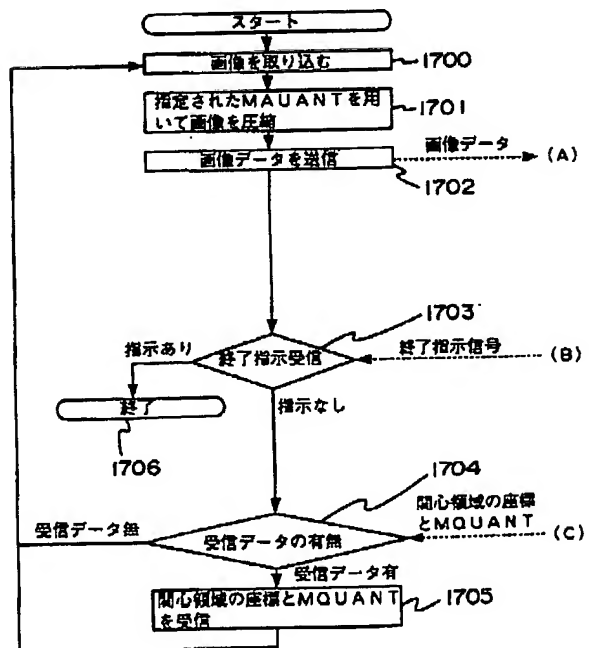 スタート
画像を取り込む
1700
指定されたMAUANTを用
いて画像を圧縮
1701
画像データを送信
画像データ
(A)
1702
1703
指示あり
終了指示受信
終了指示信号
(B)
終了
指示なし
1706
1704
関心領域の座標
とMQUANT
受信データ無
受信データの有無
(C)
受信データ有
関心領域の座標とMQUANT
を受信
1705